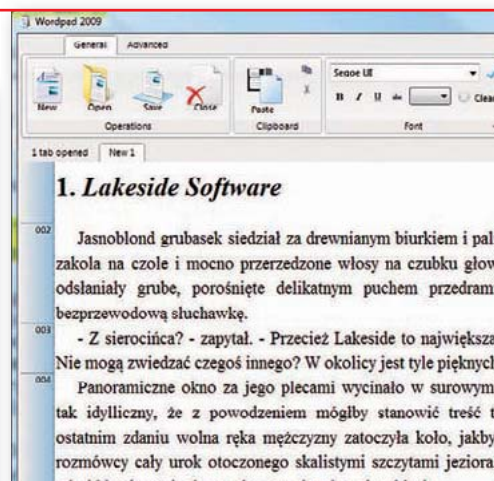 Wordpad 2009
General Advanced
New Open Save Close Paste Segoe UI
B I U abc Clea
Operations Clipboard Font
1 tab opened New 1
1. Lakeside Software
002
Jasnoblond grubasek siedział za drewnianym biurkiem i pal
zakola na czole i mocno przerzedzone włosy na czubku głow
odsłaniały grube, porośnięte delikatnym puchem przedrami
bezprzewodową słuchawkę.
003
- Z sierocińca? - zapytał. - Przecież Lakeside to największa
Nie mogą zwiedzać czegoś innego? W okolicy jest tyle pięknych
004
Panoramiczne okno za jego plecami wycinało w surowym
tak idylliczny, że z powodzeniem mógłby stanowić treść t
ostatnim zdaniu wolna ręka mężczyzny zatoczyła koło, jakby
rozmówcy cały urok otoczonego skalistymi szczytami jeziora